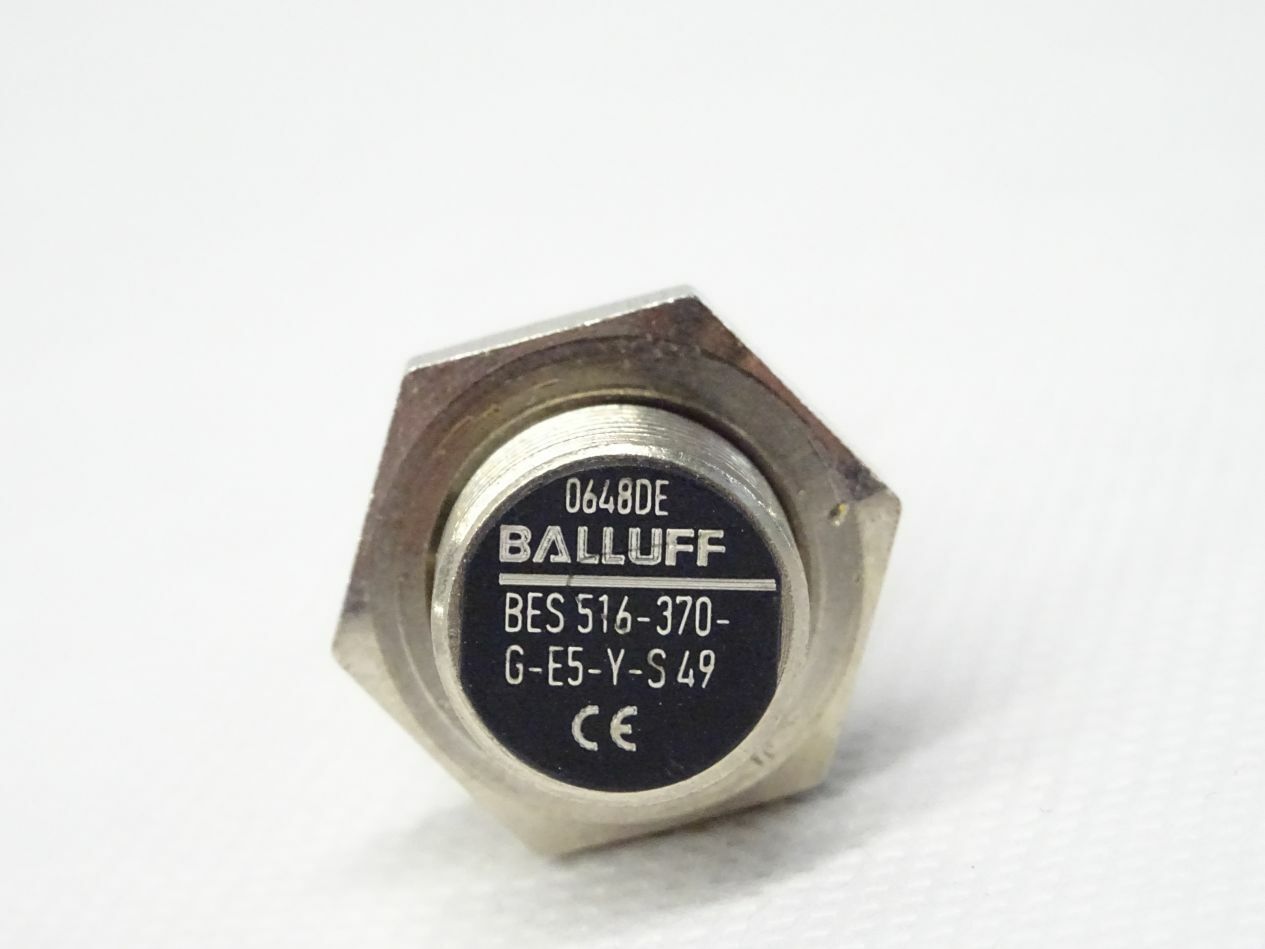 0648DE
BALLUFF
BES 516-370-
G-E5-Y-S 49
CE